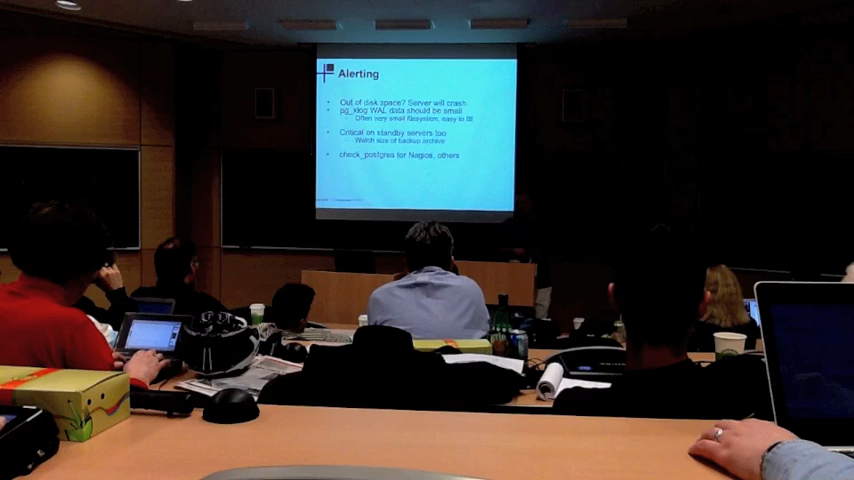 Alerting
• Out of disk space? Server will crash.
• pg_xlog WAL data should be small
– Often very small filesystem, easy to fill
• Critical on standby servers too
– Watch size of backup archive
• check_postgres for Nagios, others